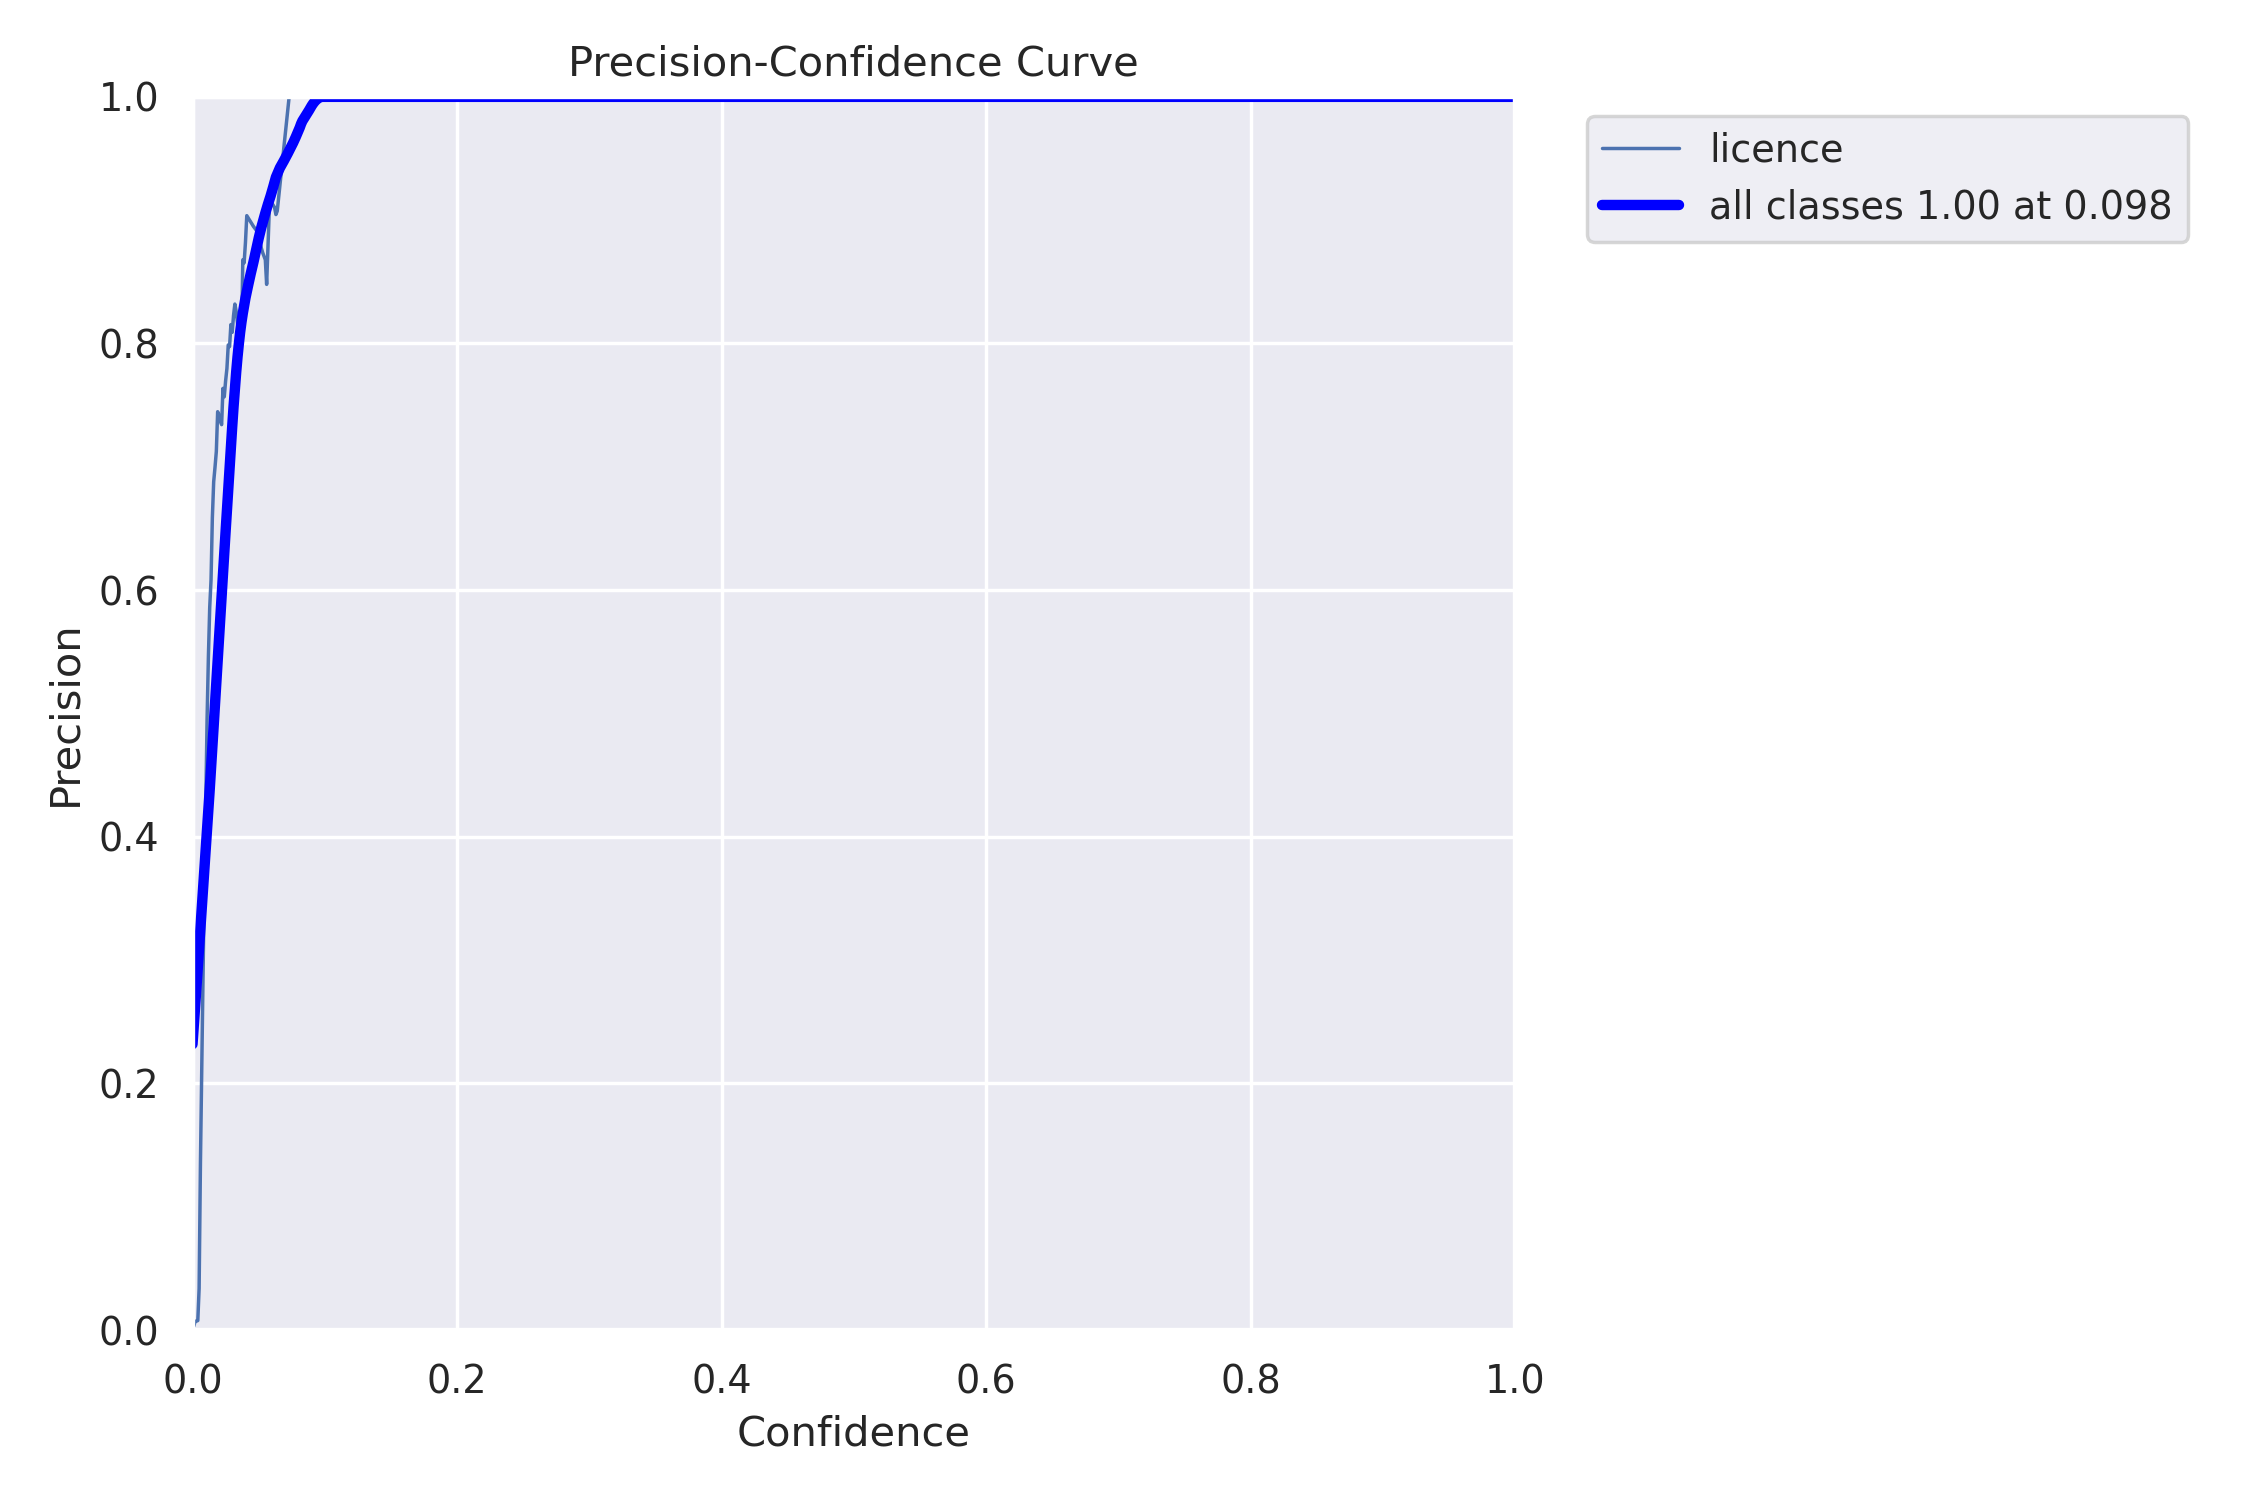 Precision-Confidence Curve
1.0
0.8
0.6
0.4
0.2
0.0
Precision
0.0 0.2 0.4 0.6 0.8 1.0
Confidence
licence
all classes 1.00 at 0.098